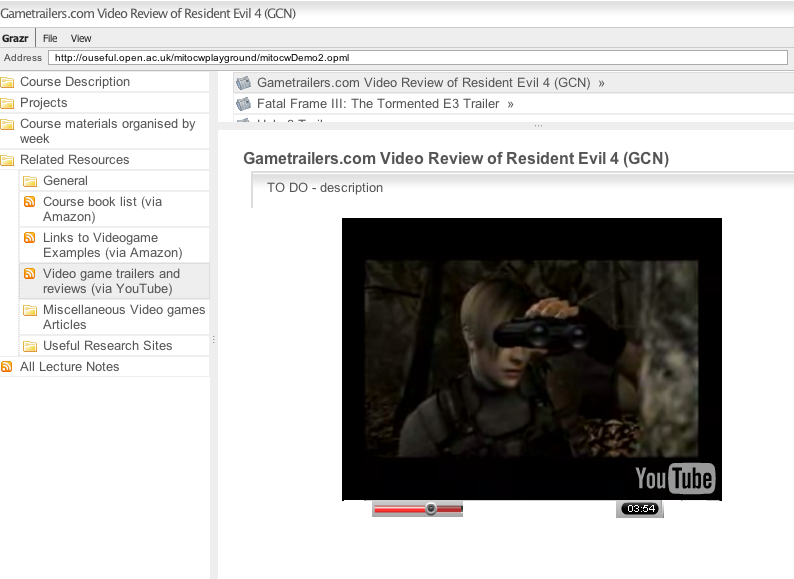 Gametrailers.com Video Review of Resident Evil 4 (GCN)
Grazr File View
Address http://ouseful.open.ac.uk/mitocwplayground/mitocwDemo2.opml
Course Description
Projects
Course materials organised by
week
Related Resources
General
Course book list (via
Amazon)
Links to Videogame
Examples (via Amazon)
Video game trailers and
reviews (via YouTube)
Miscellaneous Video games
Articles
Useful Research Sites
All Lecture Notes
Gametrailers.com Video Review of Resident Evil 4 (GCN) »
Fatal Frame III: The Tormented E3 Trailer »
Gametrailers.com Video Review of Resident Evil 4 (GCN)
TO DO - description
YouTube
03:54